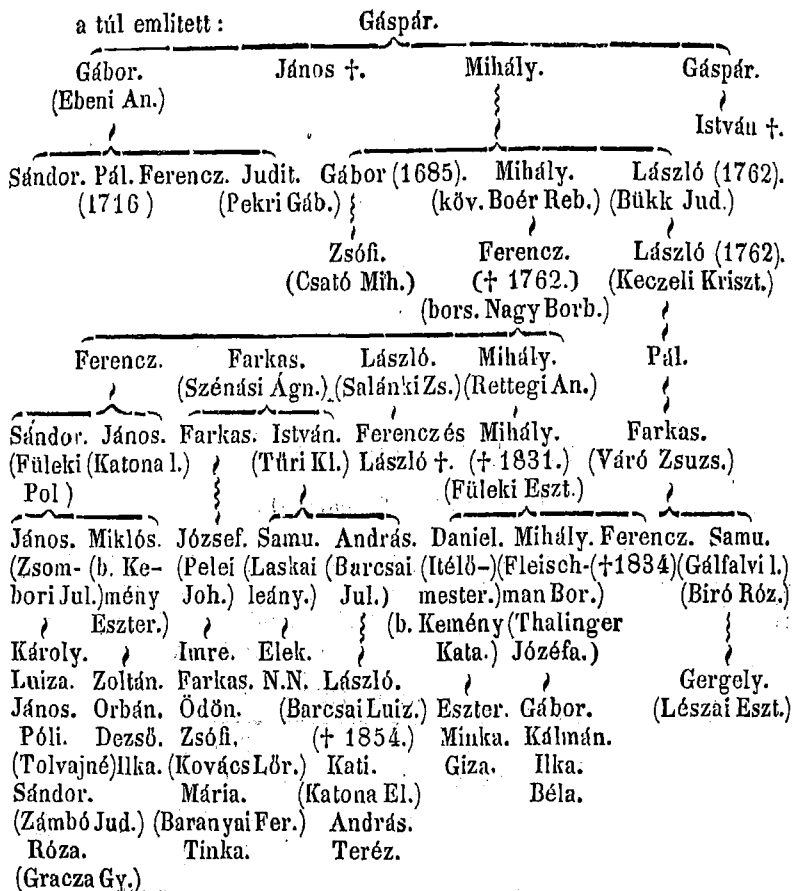 a túl emlitett : Gáspár.
Gábor. János †. Mihály. Gáspár.
(Ebeni An.)
István †.
Sándor. Pál. Ferencz. Judit. Gábor (1685). Mihály. László (1762).
(1716 ) (Pekri Gáb.) (köv. Boér Reb.) (Bükk Jud.)
Zsófi. Ferencz. László (1762).
(Csató Mih.) († 1762.) (Keczeli Kriszt.)
(bors. Nagy Borb.)
Ferencz. Farkas. László. Mihály. Pál.
(Szénási Ágn.) (Salánki Zs.) (Rettegi An.)
Sándor. János. Farkas. István. Ferencz és Mihály. Farkas.
(Füleki (Katona l. (Türi Kl.) László †. († 1831.) (Váró Zsuzs.)
Pol ) (Füleki Eszt.)
János. Miklós. József. Samu. András. Daniel. Mihály. Ferencz. Samu.
(Zsom- (b. Ke- (Pelei (Laskai (Barcsai (Itélő- (Fleisch- (†1834) (Gálfalvi l.)
bori Jul.) mény Joh.) leány.) Jul.) mester.) man Bor.) (Biró Róz.)
Eszter.) (b. Kemény (Thalinger
Károly. Imre. Elek. Kata.) Józéfa.)
Luiza. Zoltán. Farkas. N.N. László. Gergely.
János. Orbán. Ödön. (Barcsai Luiz.) Eszter. Gábor. (Lészai Eszt.)
Póli. Dezső. Zsófi. († 1854.) Minka. Kálmán.
(Tolvajné) Ilka. (Kovács Lőr.) Kati. Giza. Ilka.
Sándor. Mária. (Katona El.) Béla.
(Zámbó Jud.) (Baranyai Fer.) András.
Róza. Tinka. Teréz.
(Gracza Gy.)